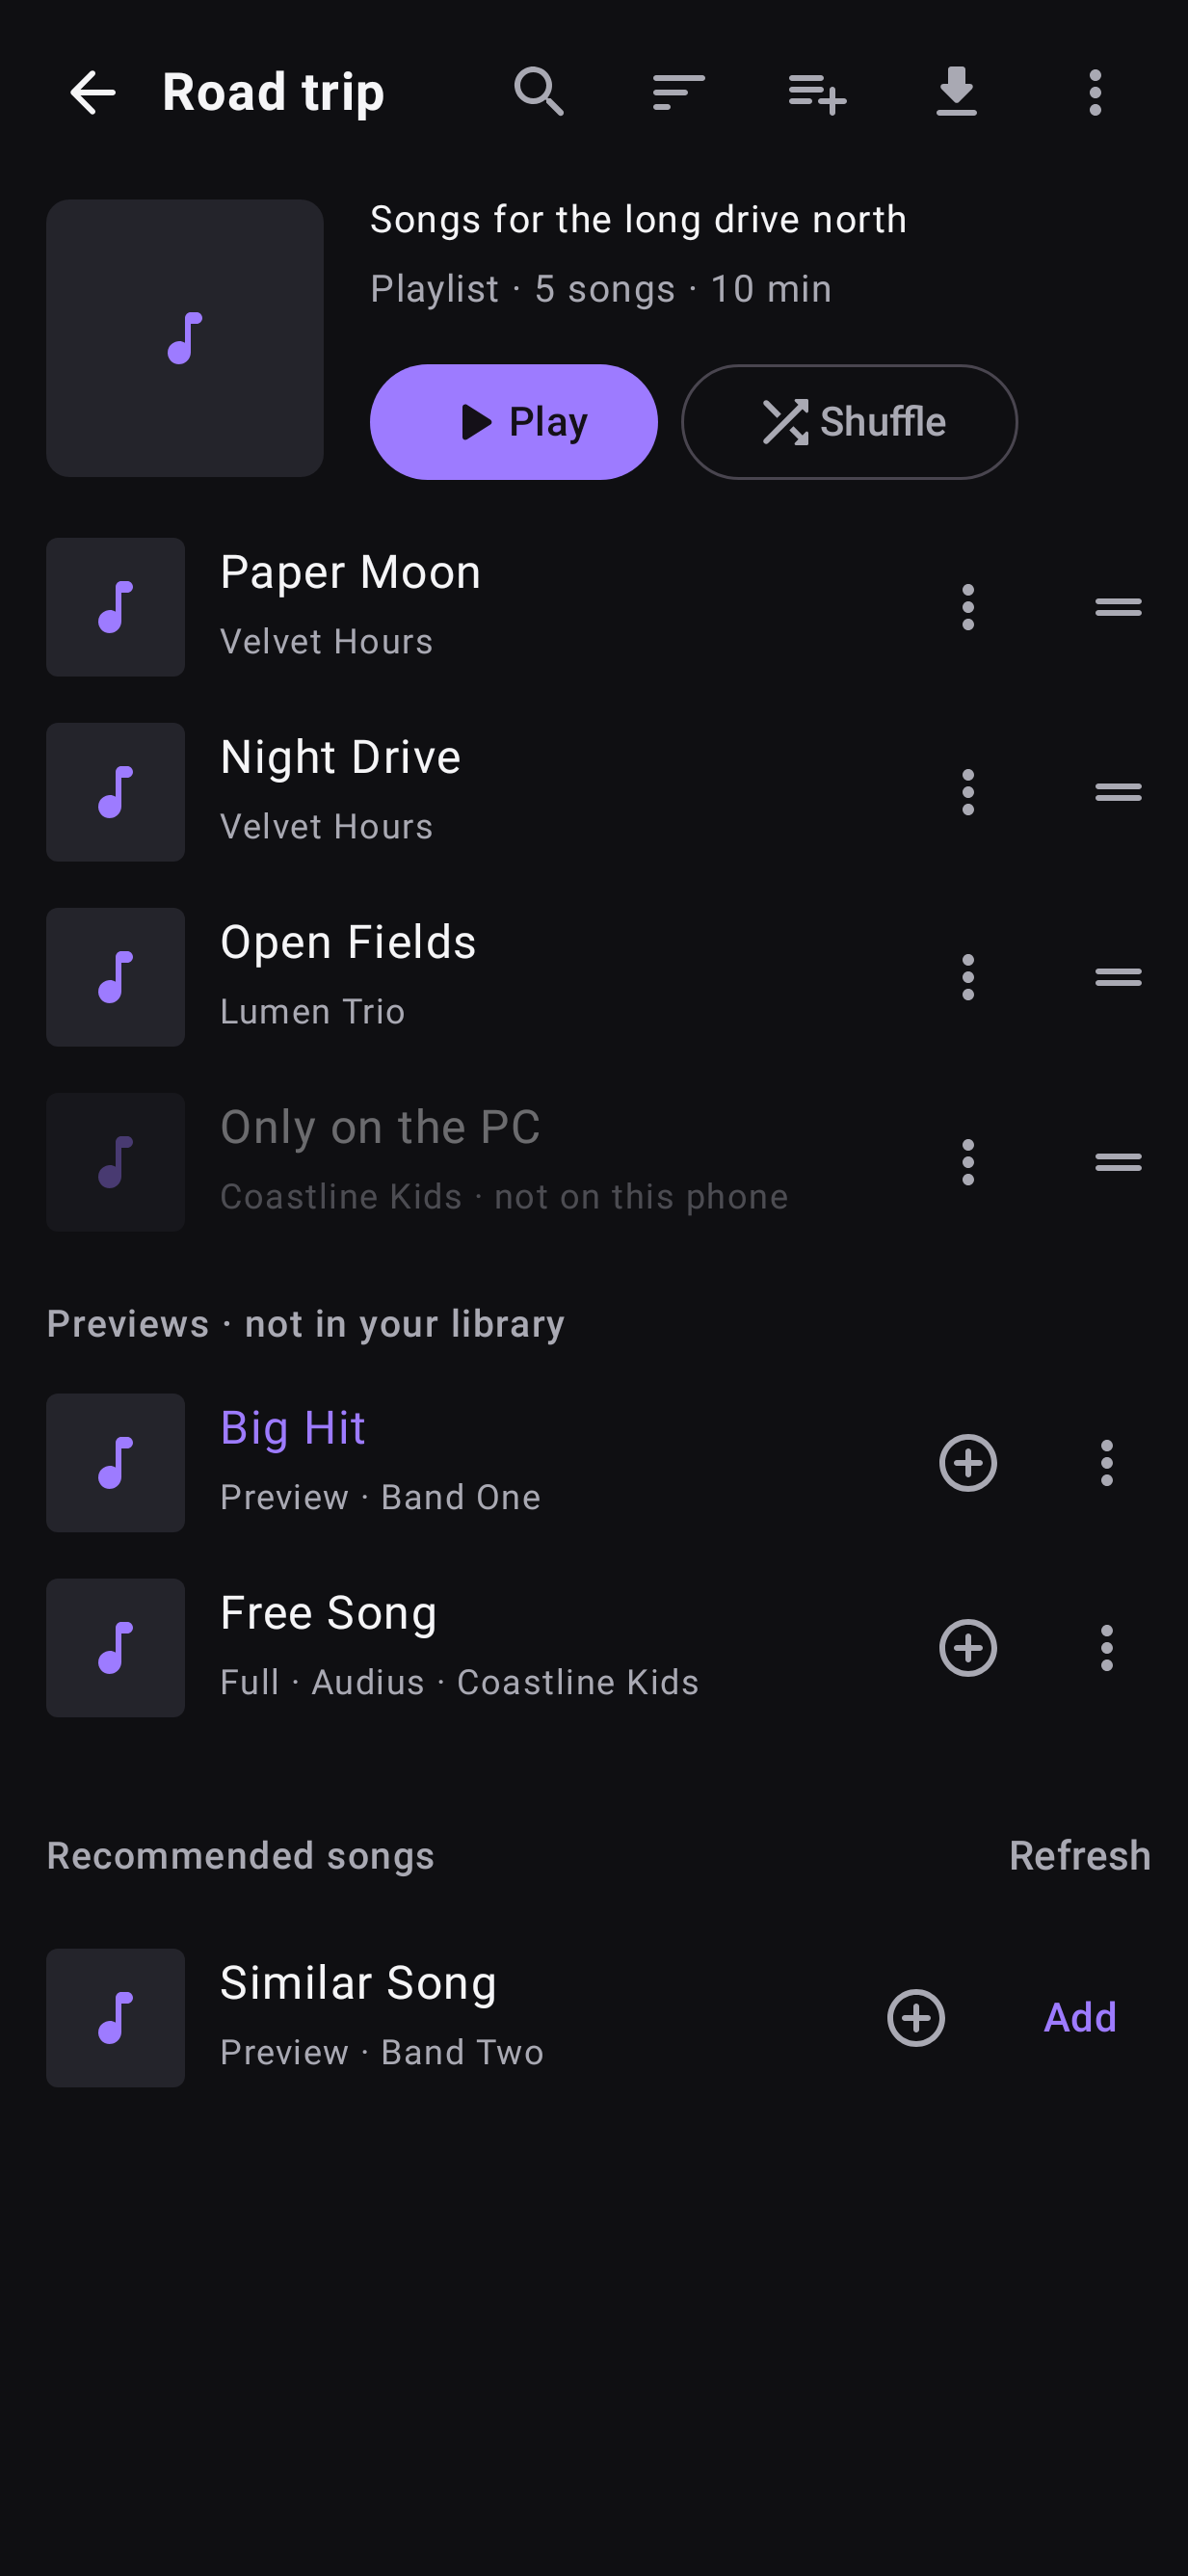 Road trip
Songs for the long drive north
Playlist · 5 songs · 10 min
Play
Shuffle
Paper Moon
Velvet Hours
Night Drive
Velvet Hours
Open Fields
Lumen Trio
Only on the PC
Coastline Kids · not on this phone
Previews · not in your library
Big Hit
Preview · Band One
Free Song
Full · Audius · Coastline Kids
Recommended songs
Refresh
Similar Song
Preview · Band Two
Add